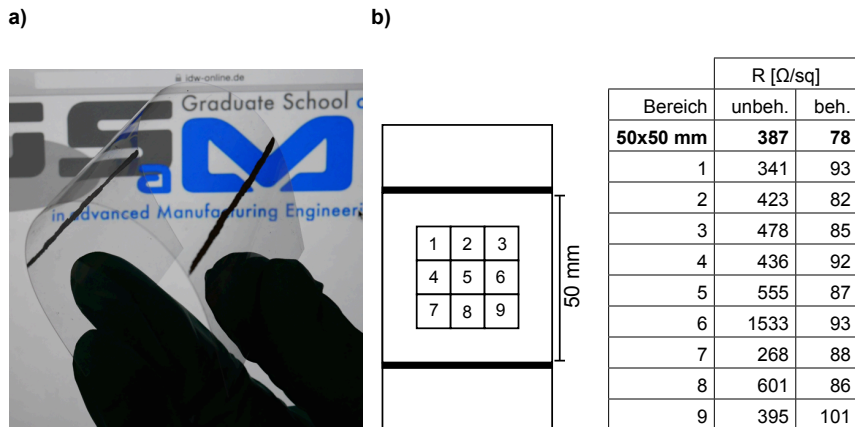 a)
idw-online.de
Graduate School
GS
aM
in advanced Manufacturing Engineeri
b)
1 2 3
4 5 6
7 8 9
50 mm
R [Ω/sq]
Bereich unbeh. beh.
50x50 mm 387 78
1 341 93
2 423 82
3 478 85
4 436 92
5 555 87
6 1533 93
7 268 88
8 601 86
9 395 101